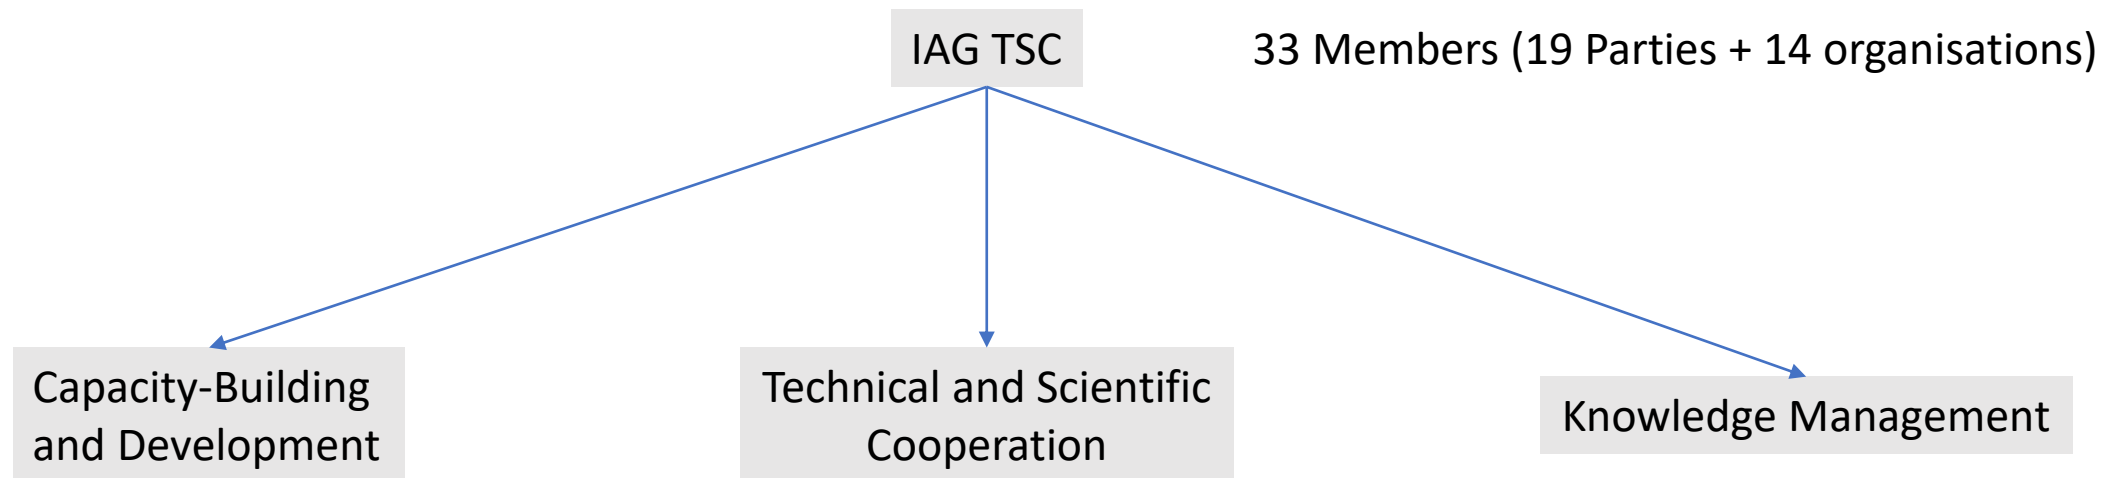 IAG TSC
33 Members (19 Parties + 14 organisations)
Capacity-Building
and Development
Technical and Scientific
Cooperation
Knowledge Management